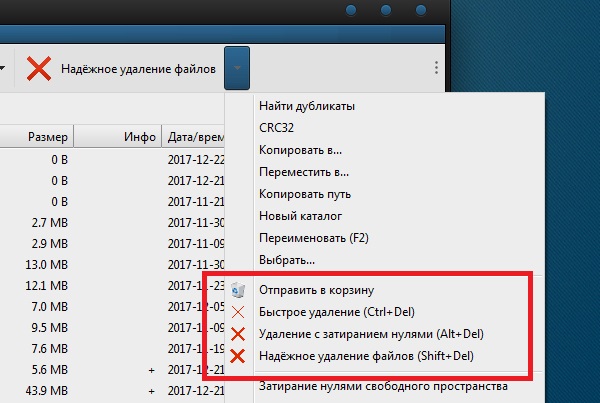 Надёжное удаление файлов
Найти дубликаты
CRC32
Копировать в...
Переместить в...
Копировать путь
Новый каталог
Переименовать (F2)
Выбрать...
Отправить в корзину
Быстрое удаление (Ctrl+Del)
Удаление с затиранием нулями (Alt+Del)
Надёжное удаление файлов (Shift+Del)
Затирание нулями свободного пространства
Размер Инфо Дата/врем
0 B 2017-12-22
0 B 2017-12-21
0 B 2017-11-21
2.7 MB 2017-11-30
2.9 MB 2017-11-09
13.0 MB 2017-11-30
12.1 MB 2017-11-23
7.0 MB 2017-12-05
9.5 MB 2017-11-09
7.6 MB 2017-11-19
5.6 MB + 2017-12-21
43.9 MB + 2017-12-21